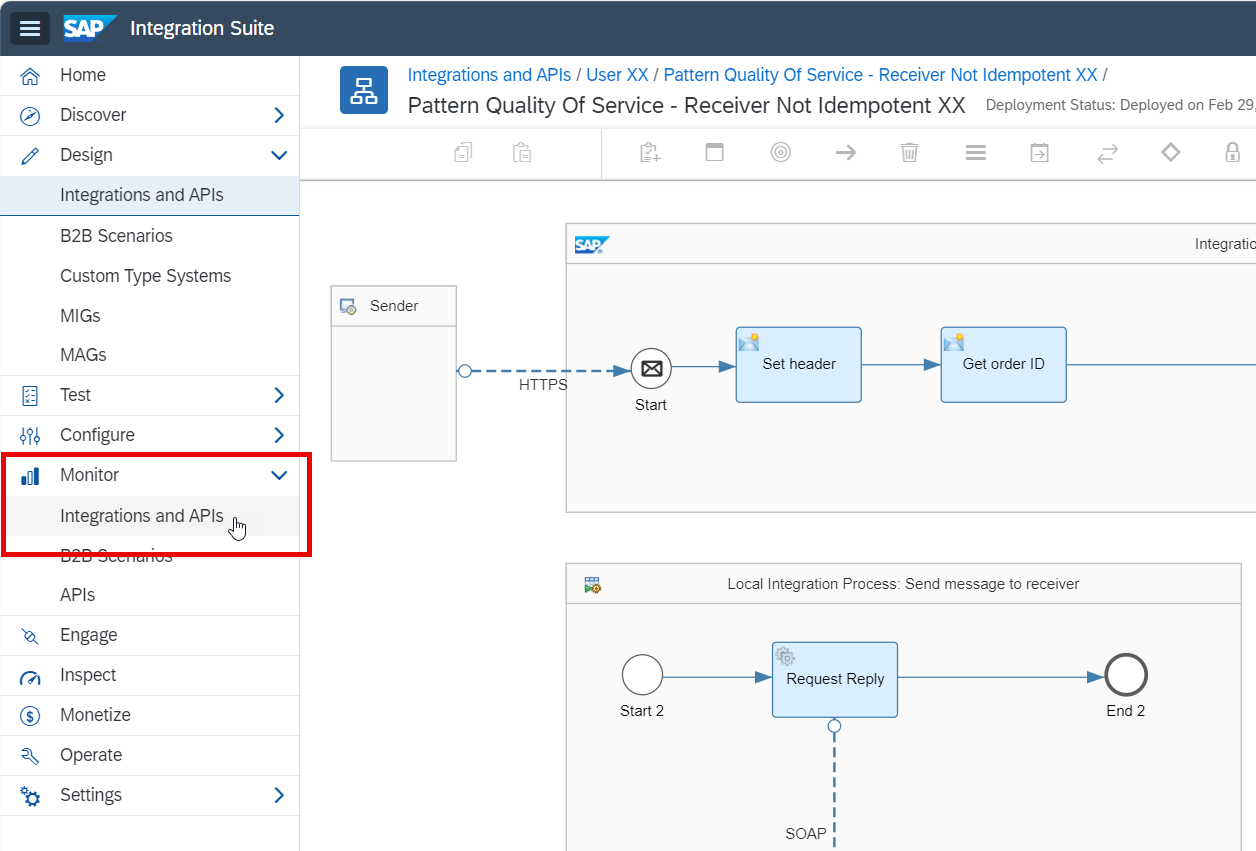 SAP Integration Suite
Home
Discover
Design
Integrations and APIs
B2B Scenarios
Custom Type Systems
MIGs
MAGs
Test
Configure
Monitor
Integrations and APIs
B2B Scenarios
APIs
Engage
Inspect
Monetize
Operate
Settings
Integrations and APIs / User XX / Pattern Quality Of Service - Receiver Not Idempotent XX /
Pattern Quality Of Service - Receiver Not Idempotent XX Deployment Status: Deployed on Feb 29,
SAP Integratio
Sender
HTTPS
Start
Set header
Get order ID
Local Integration Process: Send message to receiver
Start 2
Request Reply
End 2
SOAP